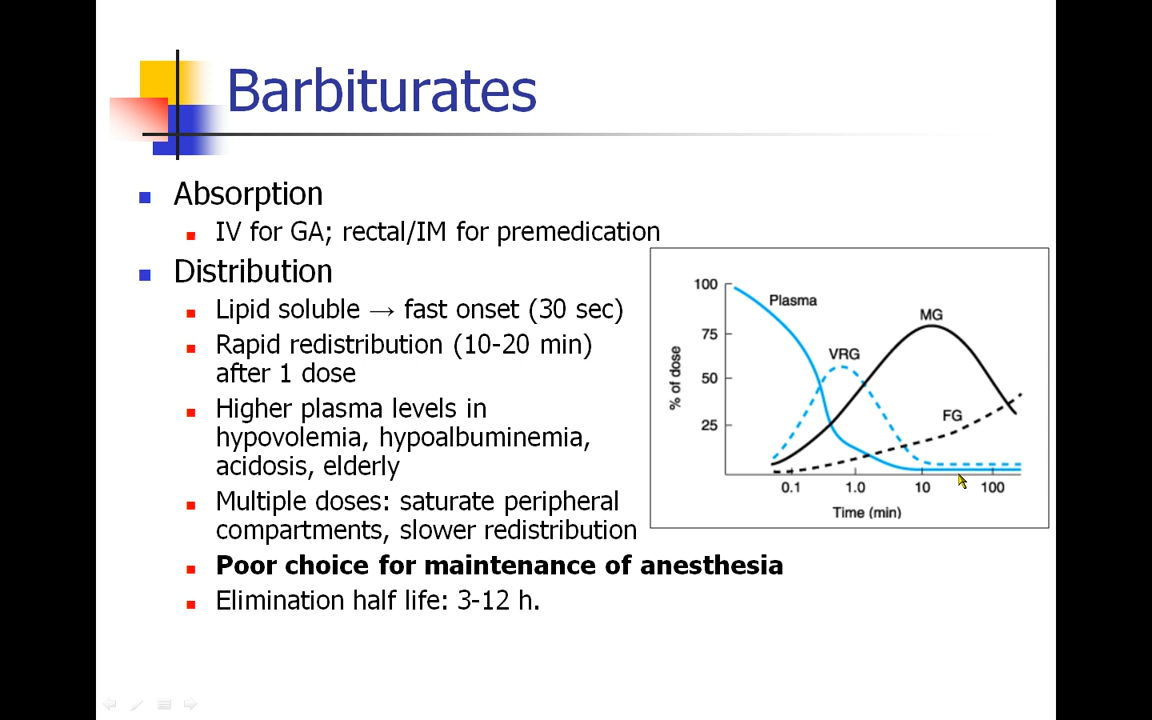 Barbiturates
Absorption
IV for GA; rectal/IM for premedication
Distribution
Lipid soluble → fast onset (30 sec)
Rapid redistribution (10-20 min)
after 1 dose
Higher plasma levels in
hypovolemia, hypoalbuminemia,
acidosis, elderly
Multiple doses: saturate peripheral
compartments, slower redistribution
Poor choice for maintenance of anesthesia
Elimination half life: 3-12 h.
% of dose
100
75
50
25
Plasma
VRG
MG
FG
0.1 1.0 10 100
Time (min)